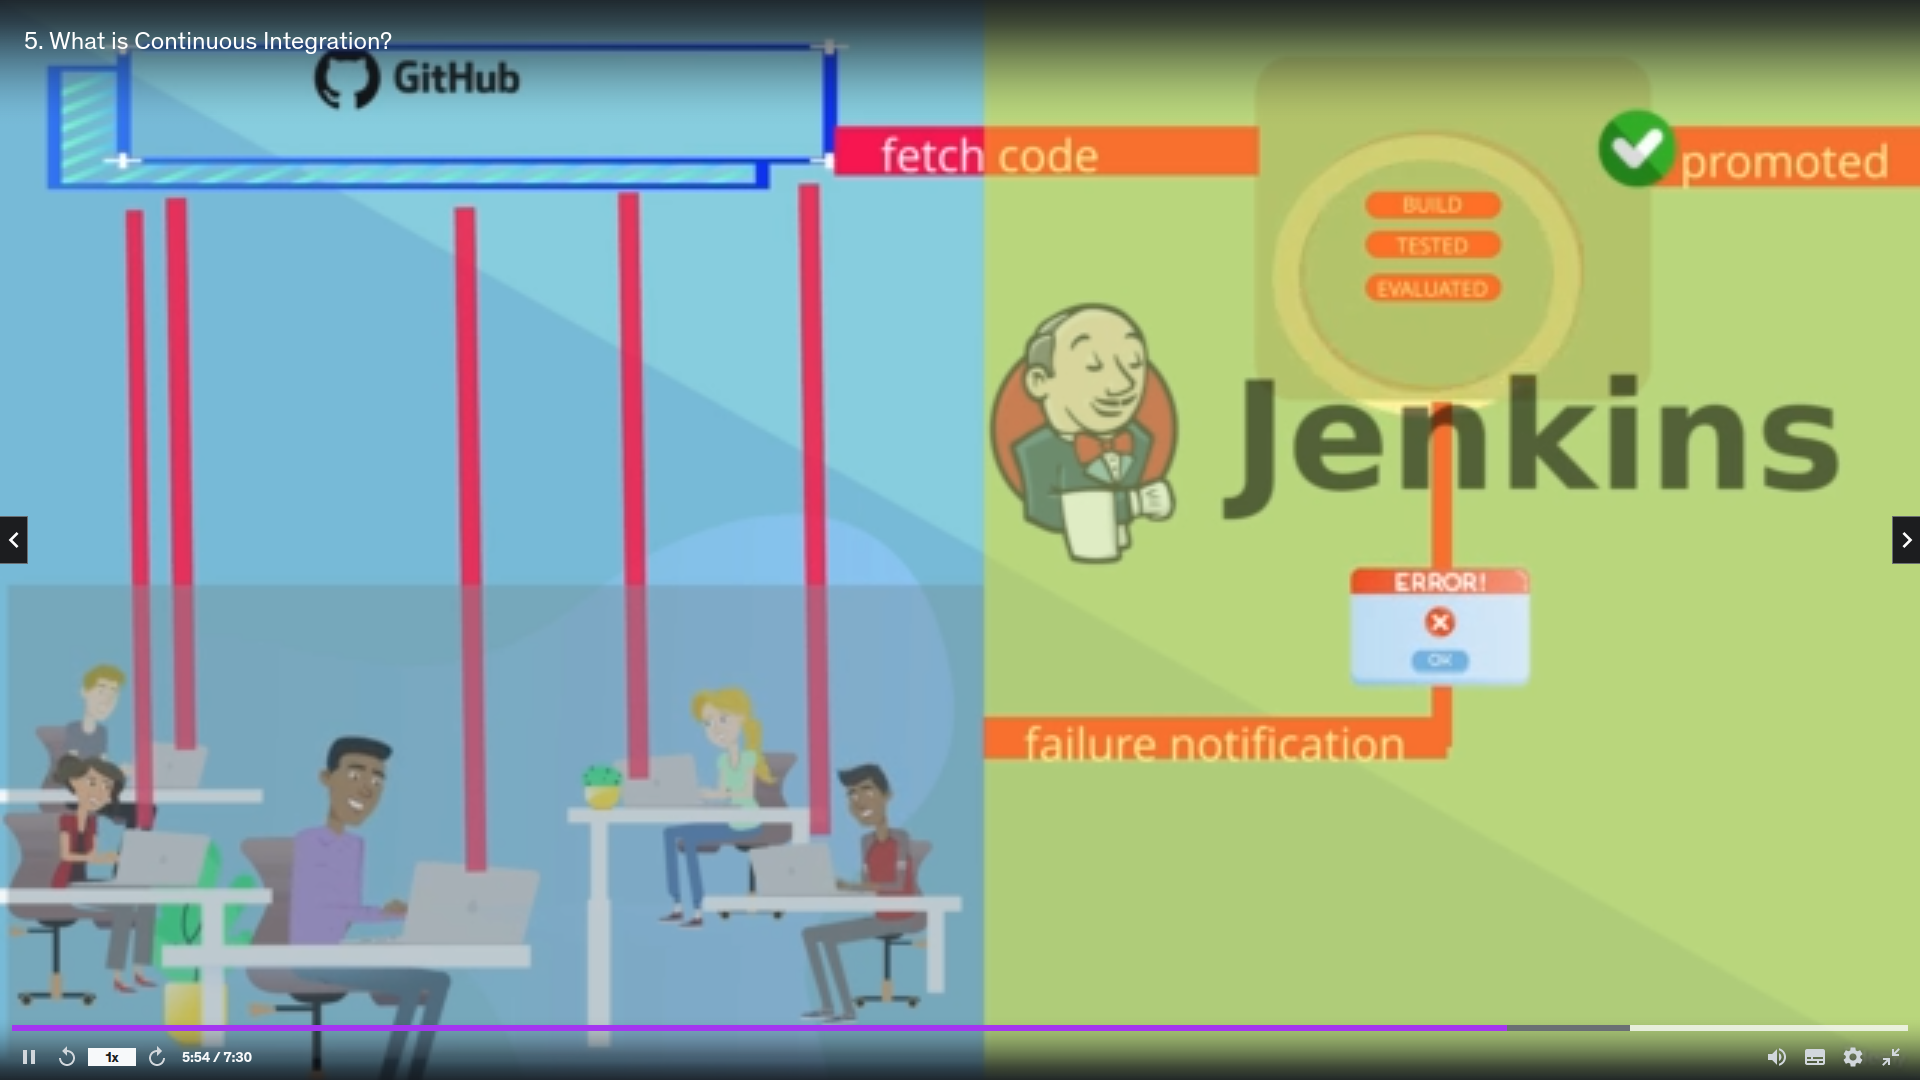 5. What is Continuous Integration?
GitHub
fetch code
promoted
BUILD
TESTED
EVALUATED
Jenkins
ERROR!
OK
failure notification
1x
5:54 / 7:30